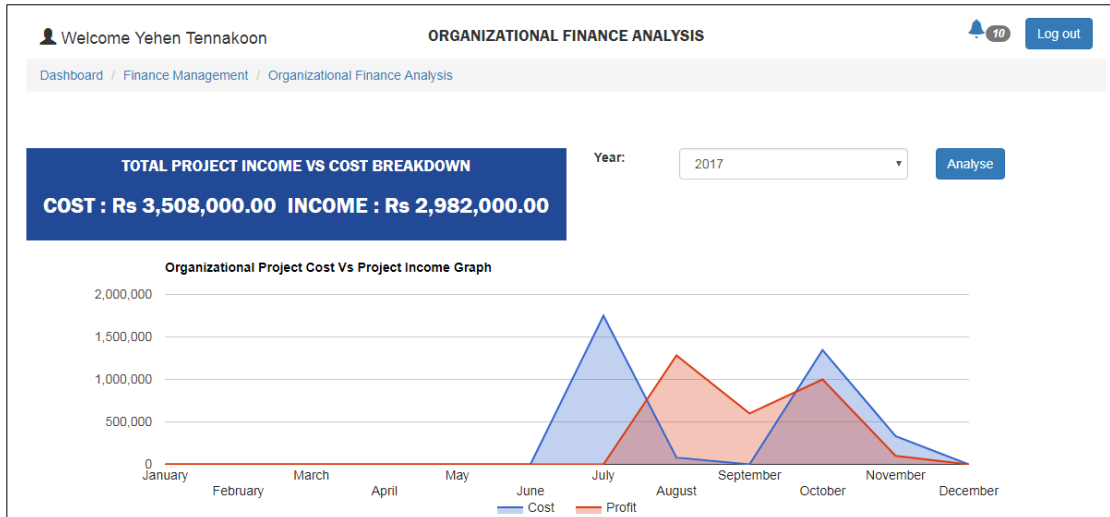 Welcome Yehen Tennakoon
ORGANIZATIONAL FINANCE ANALYSIS
10
Log out
Dashboard / Finance Management / Organizational Finance Analysis
TOTAL PROJECT INCOME VS COST BREAKDOWN
COST : Rs 3,508,000.00 INCOME : Rs 2,982,000.00
Year:
2017
Analyse
Organizational Project Cost Vs Project Income Graph
2,000,000
1,500,000
1,000,000
500,000
0
January
February
March
April
May
June
July
August
September
October
November
December
Cost
Profit